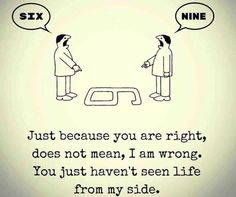 SIX
NINE
Just because you are right,
does not mean, I am wrong.
You just haven't seen life
from my side.